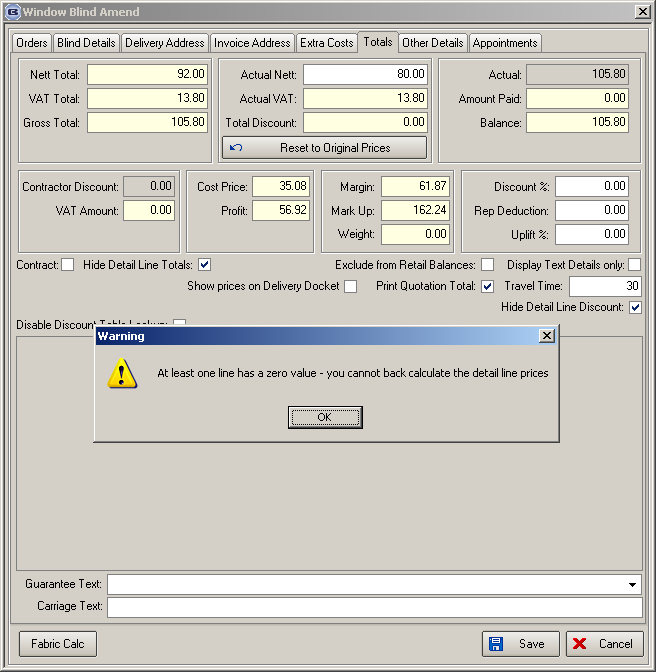 Window Blind Amend
Orders Blind Details Delivery Address Invoice Address Extra Costs Totals Other Details Appointments
Nett Total: 92.00 Actual Nett: 80.00 Actual: 105.80
VAT Total: 13.80 Actual VAT: 13.80 Amount Paid: 0.00
Gross Total: 105.80 Total Discount: 0.00 Balance: 105.80
Reset to Original Prices
Contractor Discount: 0.00 Cost Price: 35.08 Margin: 61.87 Discount %: 0.00
VAT Amount: 0.00 Profit: 56.92 Mark Up: 162.24 Rep Deduction: 0.00
Weight: 0.00 Uplift %: 0.00
Contract: Hide Detail Line Totals: Exclude from Retail Balances: Display Text Details only:
Show prices on Delivery Docket Print Quotation Total: Travel Time: 30
Hide Detail Line Discount:
Disable Discount Table Lookup:
Warning
At least one line has a zero value - you cannot back calculate the detail line prices
OK
Guarantee Text:
Carriage Text:
Fabric Calc Save Cancel